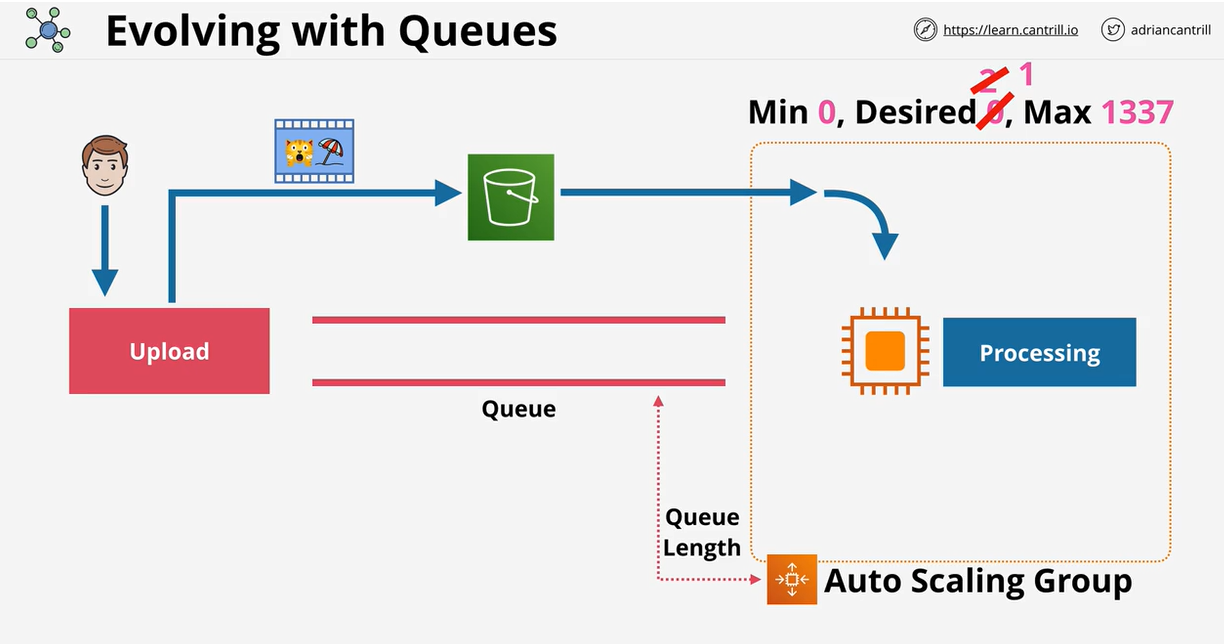 Evolving with Queues
https://learn.cantrill.io
adriancantrill
2 1
Min 0, Desired 0, Max 1337
Upload
Processing
Queue
Queue
Length
Auto Scaling Group